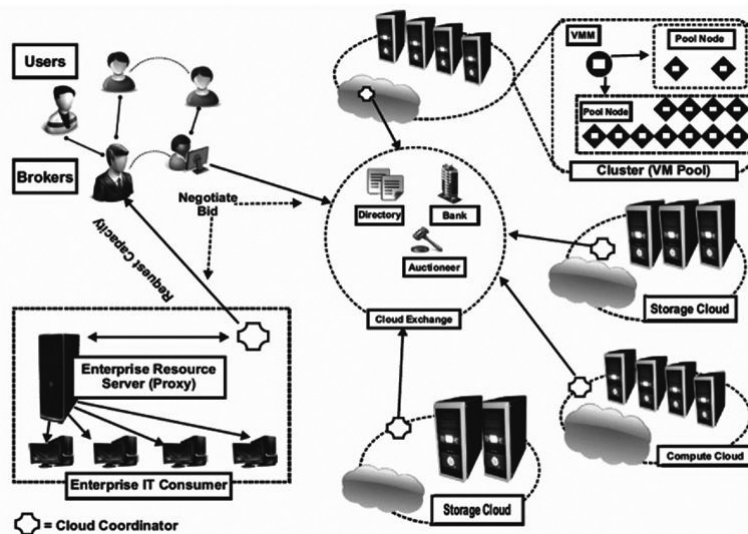 Users
Brokers
Negotiate
Bid
Request Capacity
Enterprise Resource
Server (Proxy)
Enterprise IT Consumer
= Cloud Coordinator
Directory
Bank
Auctioneer
Cloud Exchange
VMM
Pool Node
Pool Node
Cluster (VM Pool)
Storage Cloud
Compute Cloud
Storage Cloud